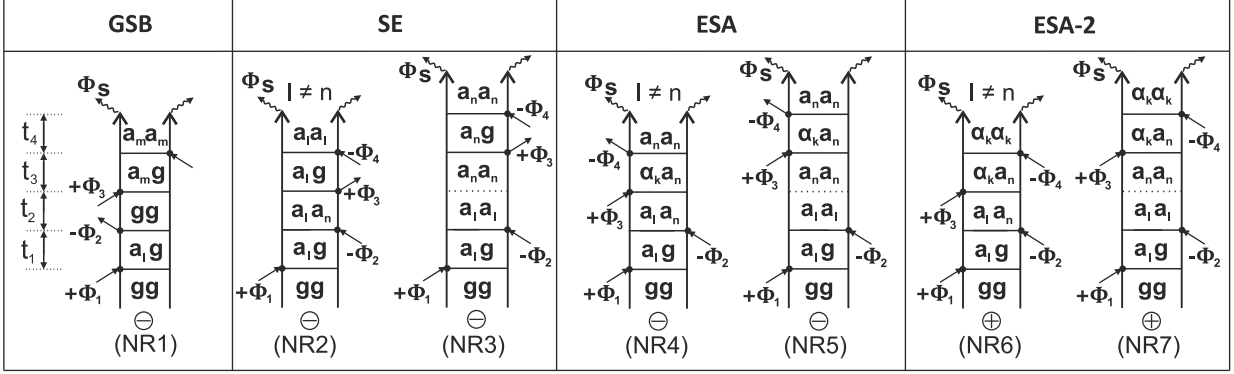 GSB
SE
ESA
ESA-2
Φs
aₘaₘ
t₄
t₃
aₘg
+Φ₃
t₂
gg
-Φ₂
t₁
aₗg
+Φ₁
gg
⊖
(NR1)
Φs
l ≠ n
aₗaₗ
-Φ₄
aₗg
+Φ₃
aₗaₙ
-Φ₂
aₗg
+Φ₁
gg
⊖
(NR2)
Φs
aₙaₙ
-Φ₄
aₙg
+Φ₃
aₙaₙ
aₗaₗ
-Φ₂
aₗg
+Φ₁
gg
⊖
(NR3)
Φs
l ≠ n
aₙaₙ
-Φ₄
αₖaₙ
+Φ₃
aₗaₙ
-Φ₂
aₗg
+Φ₁
gg
⊖
(NR4)
Φs
aₙaₙ
-Φ₄
αₖaₙ
+Φ₃
aₙaₙ
aₗaₗ
-Φ₂
aₗg
+Φ₁
gg
⊖
(NR5)
Φs
l ≠ n
αₖαₖ
-Φ₄
αₖaₙ
+Φ₃
aₗaₙ
-Φ₂
aₗg
+Φ₁
gg
⊕
(NR6)
Φs
αₖαₖ
-Φ₄
αₖaₙ
+Φ₃
aₙaₙ
aₗaₗ
-Φ₂
aₗg
+Φ₁
gg
⊕
(NR7)